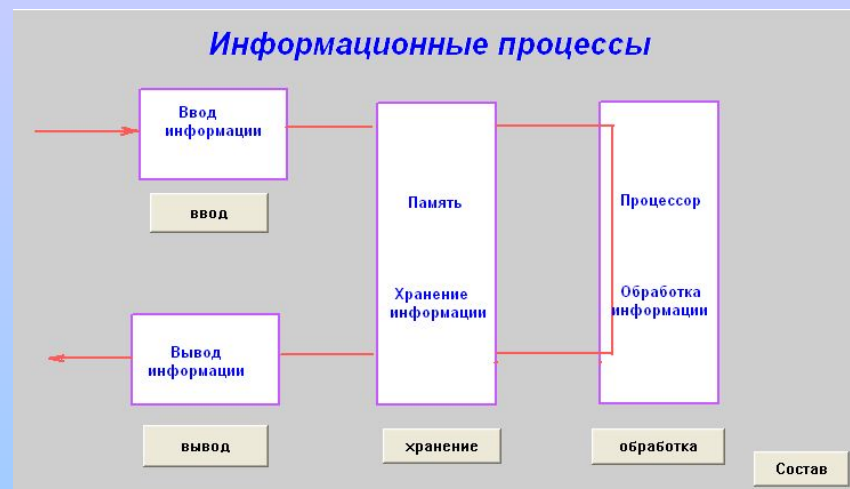 Информационные процессы
Ввод
информации
ввод
Память
Хранение
информации
Процессор
Обработка
информации
Вывод
информации
вывод
хранение
обработка
Состав